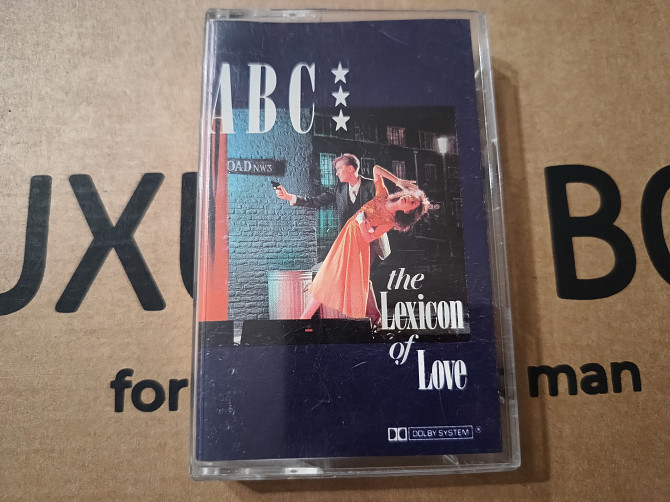 ABC
OAD NW3
the
Lexicon
of
Love
DOLBY SYSTEM ®
UXU BO
for man